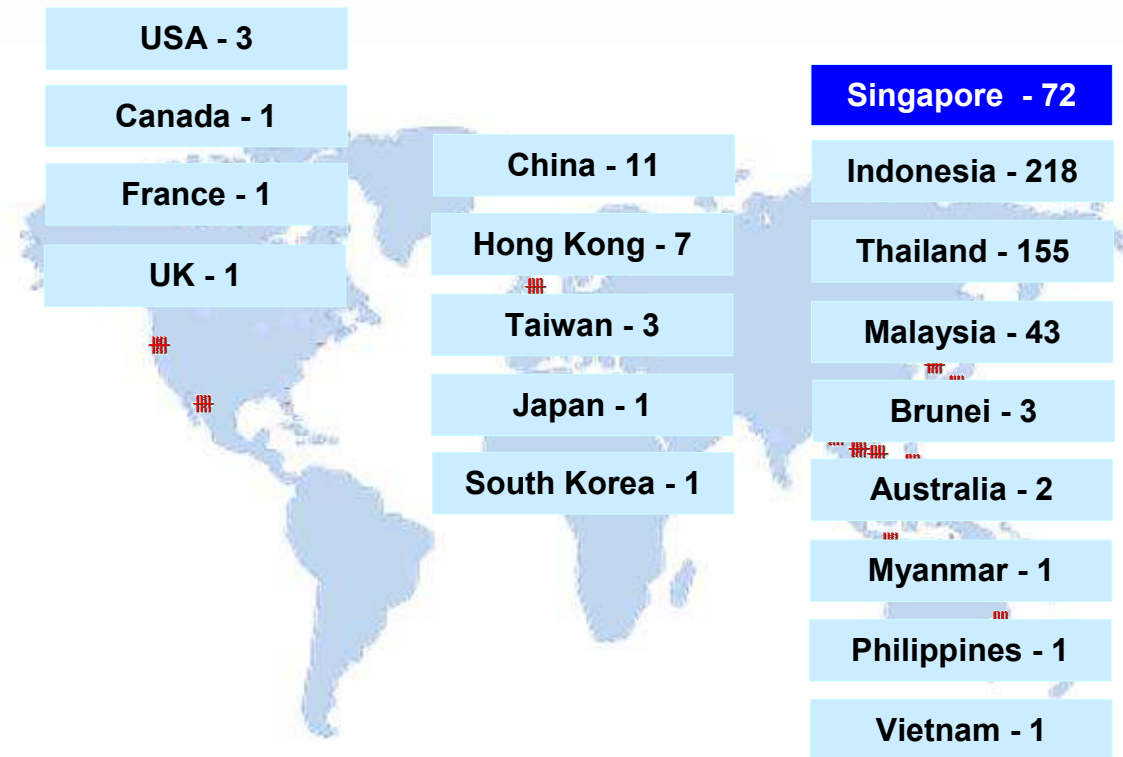 USA - 3
Canada - 1
France - 1
UK - 1
China - 11
Hong Kong - 7
Taiwan - 3
Japan - 1
South Korea - 1
Singapore - 72
Indonesia - 218
Thailand - 155
Malaysia - 43
Brunei - 3
Australia - 2
Myanmar - 1
Philippines - 1
Vietnam - 1